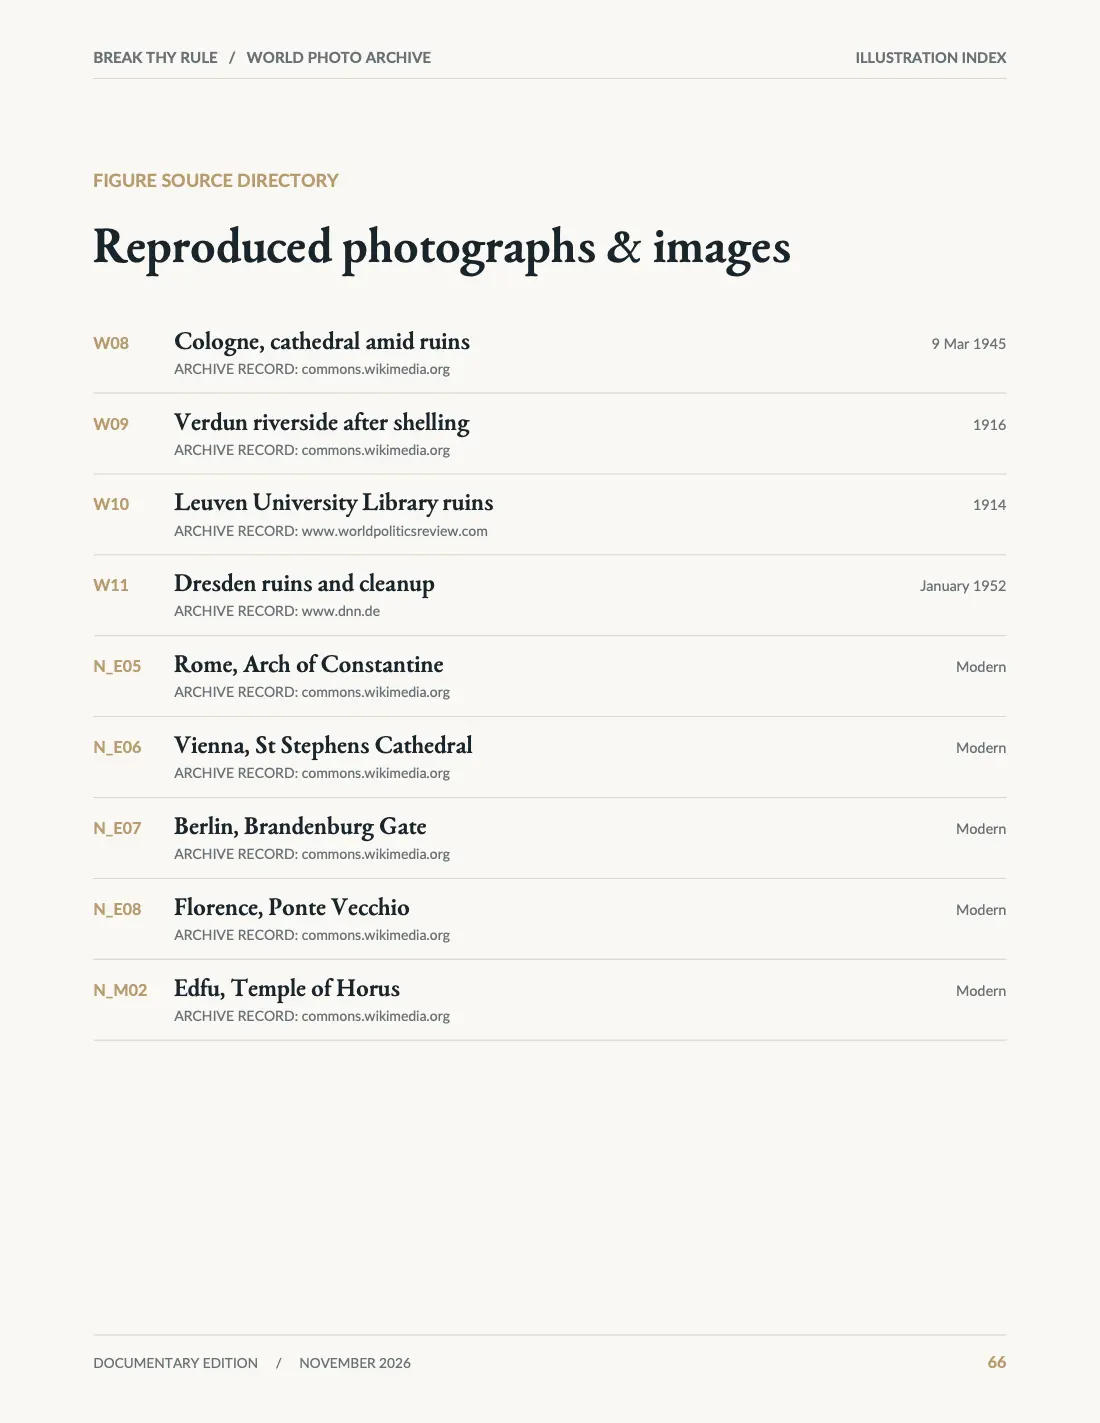 BREAK THY RULE / WORLD PHOTO ARCHIVE
ILLUSTRATION INDEX
FIGURE SOURCE DIRECTORY
Reproduced photographs & images
W08 Cologne, cathedral amid ruins 9 Mar 1945
ARCHIVE RECORD: commons.wikimedia.org
W09 Verdun riverside after shelling 1916
ARCHIVE RECORD: commons.wikimedia.org
W10 Leuven University Library ruins 1914
ARCHIVE RECORD: www.worldpoliticsreview.com
W11 Dresden ruins and cleanup January 1952
ARCHIVE RECORD: www.dnn.de
N_E05 Rome, Arch of Constantine Modern
ARCHIVE RECORD: commons.wikimedia.org
N_E06 Vienna, St Stephens Cathedral Modern
ARCHIVE RECORD: commons.wikimedia.org
N_E07 Berlin, Brandenburg Gate Modern
ARCHIVE RECORD: commons.wikimedia.org
N_E08 Florence, Ponte Vecchio Modern
ARCHIVE RECORD: commons.wikimedia.org
N_M02 Edfu, Temple of Horus Modern
ARCHIVE RECORD: commons.wikimedia.org
DOCUMENTARY EDITION / NOVEMBER 2026
66